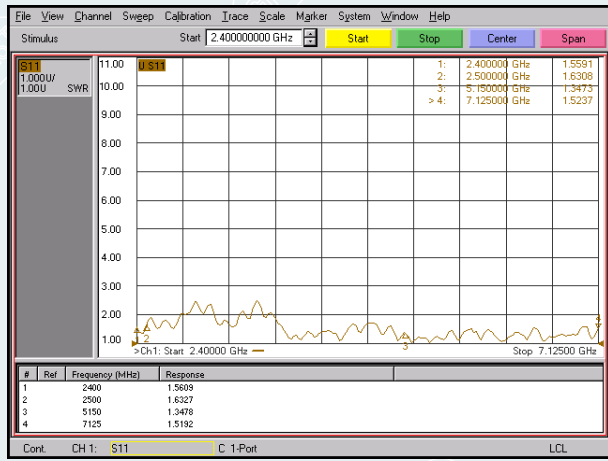 File View Channel Sweep Calibration Trace Scale Marker System Window Help
Stimulus Start 2.400000000 GHz Start Stop Center Span
S11
1.000U/
1.00U SWR
11.00
10.00
9.00
8.00
7.00
6.00
5.00
4.00
3.00
2.00
1.00
U S11
1: 2.400000 GHz 1.5591
2: 2.500000 GHz 1.6308
3: 5.150000 GHz 1.3473
> 4: 7.125000 GHz 1.5237
2
3
4
>Ch1: Start 2.40000 GHz Stop 7.12500 GHz
# Ref Frequency (MHz) Response
1 2400 1.5609
2 2500 1.6327
3 5150 1.3478
4 7125 1.5192
Cont. CH 1: S11 C 1-Port LCL